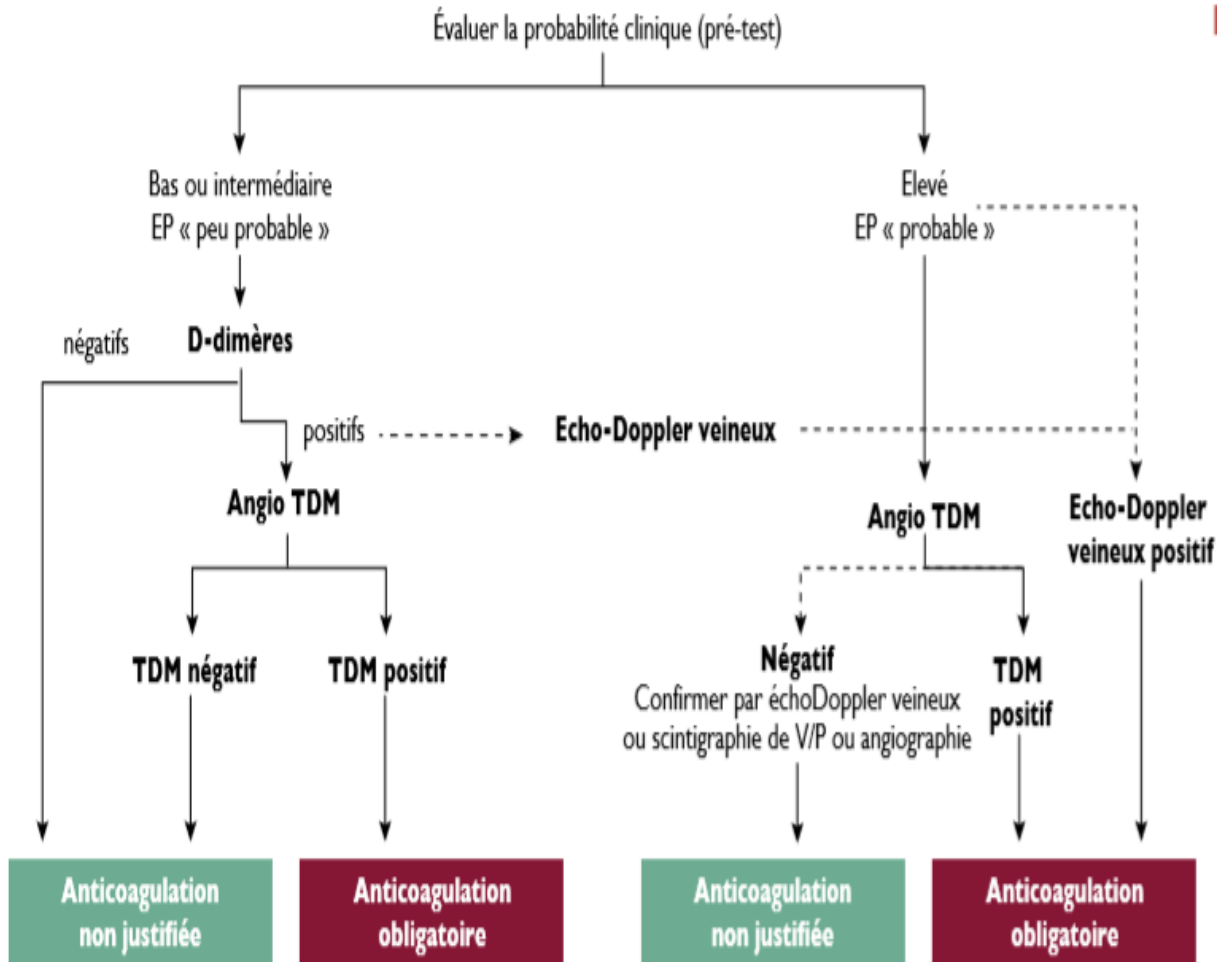 Évaluer la probabilité clinique (pré-test)
Bas ou intermédiaire
EP « peu probable »
Elevé
EP « probable »
négatifs
D-dimères
positifs
Echo-Doppler veineux
Angio TDM
Angio TDM
Echo-Doppler
veineux positif
TDM négatif
TDM positif
Négatif
Confirmer par échoDoppler veineux
ou scintigraphie de V/P ou angiographie
TDM
positif
Anticoagulation
non justifiée
Anticoagulation
obligatoire
Anticoagulation
non justifiée
Anticoagulation
obligatoire